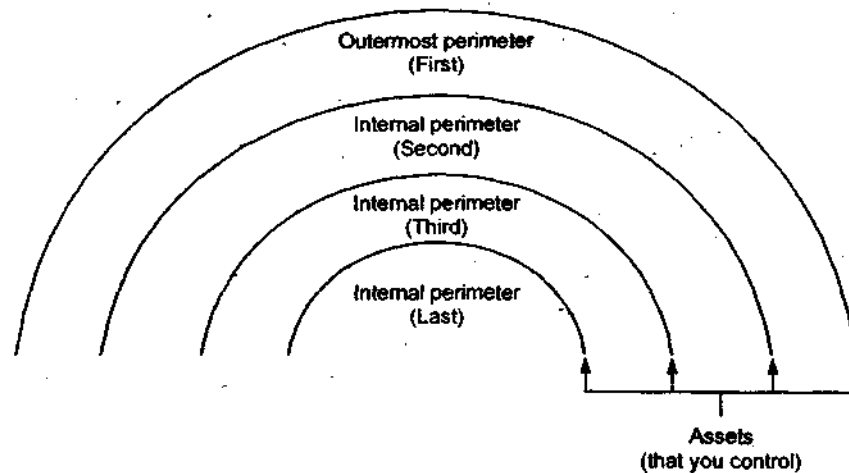 Outermost perimeter
(First)
Internal perimeter
(Second)
Internal perimeter
(Third)
Internal perimeter
(Last)
Assets
(that you control)